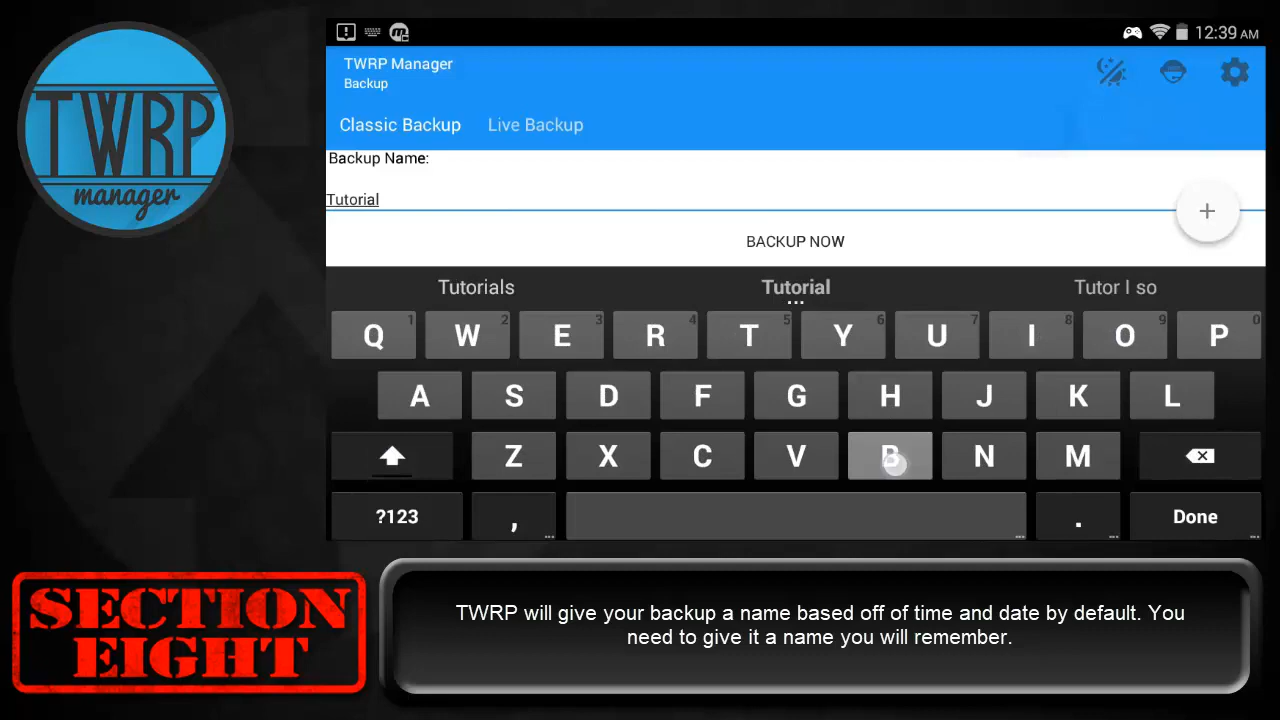 TWRP
manager
12:39 AM
TWRP Manager
Backup
Classic Backup Live Backup
Backup Name:
Tutorial
+
BACKUP NOW
Tutorials Tutorial Tutor I so
...
Q 1 W 2 E 3 R 4 T 5 Y 6 U 7 I 8 O 9 P 0
A S D F G H J K L
Z X C V B N M
?123 , . Done
SECTION
EIGHT
TWRP will give your backup a name based off of time and date by default. You
need to give it a name you will remember.